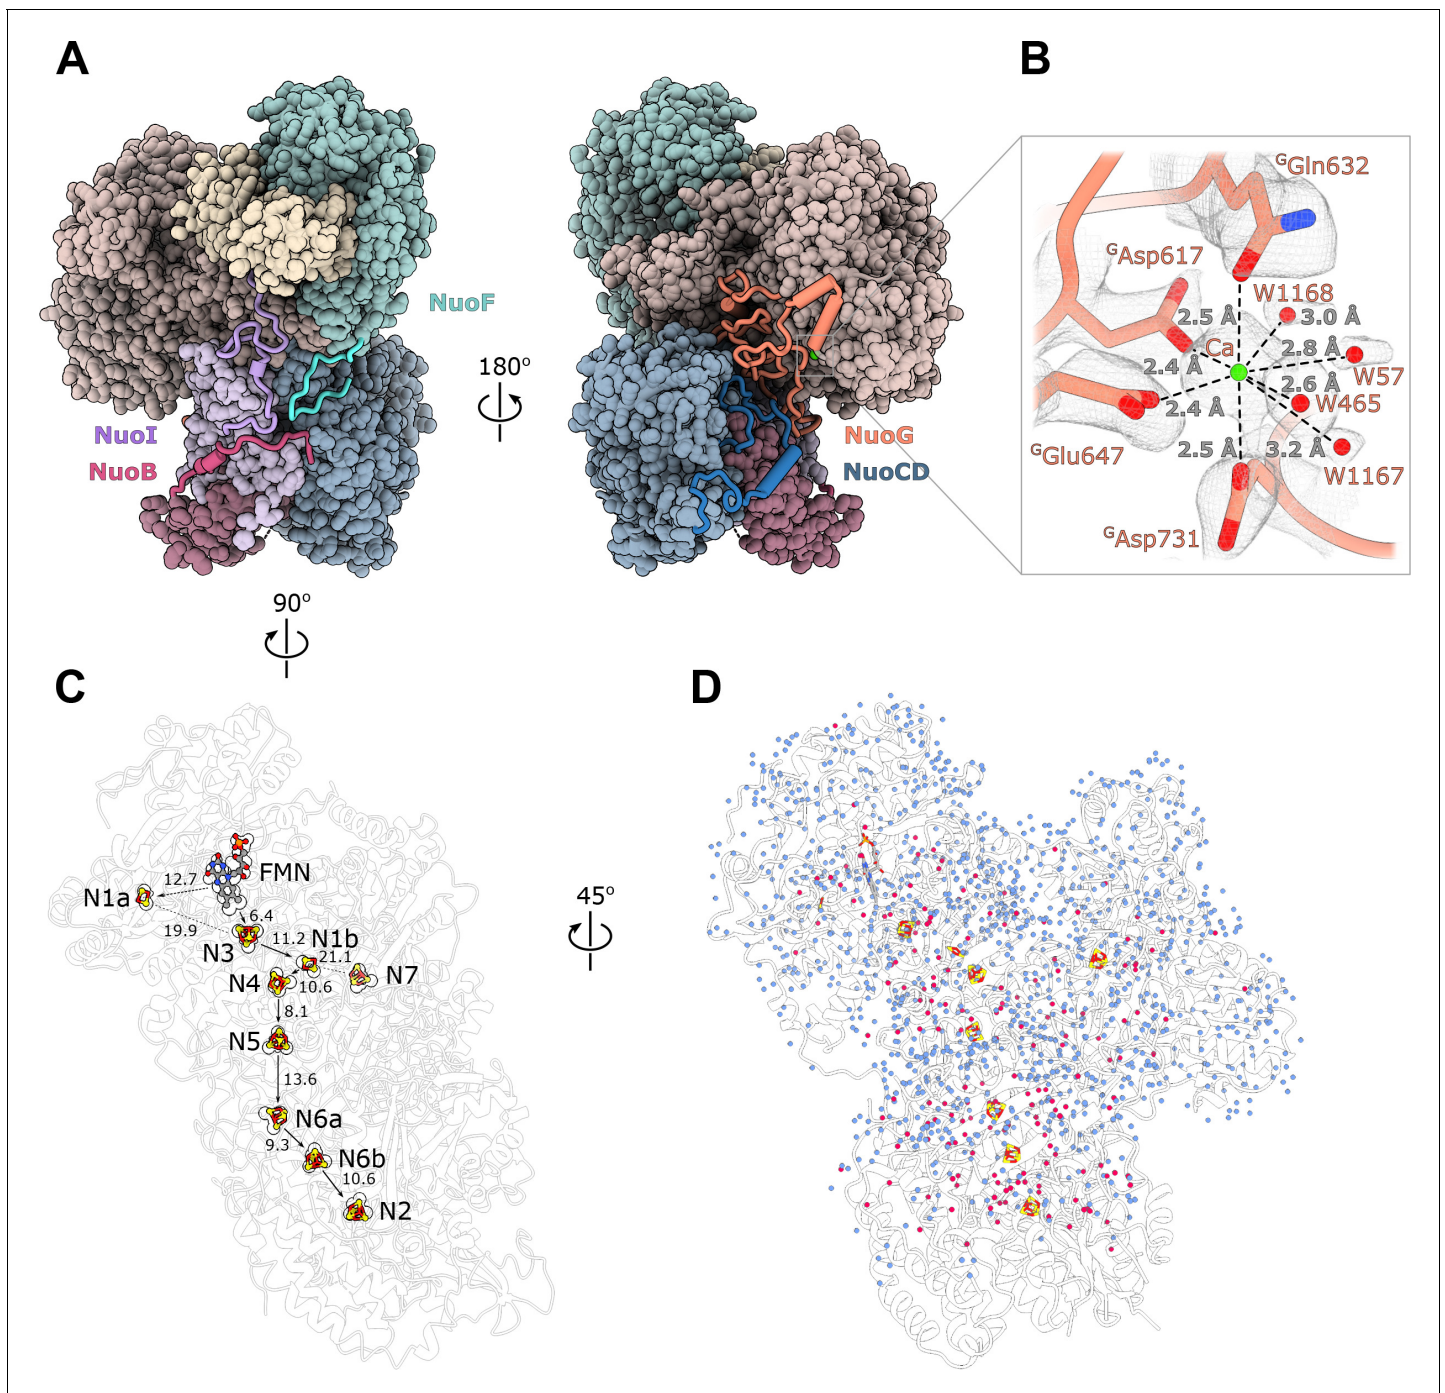 A
B
NuoF
NuoI
NuoB
180º
NuoG
NuoCD
GGln632
GAsp617
W1168
2.5 Å
3.0 Å
Ca
2.8 Å
2.4 Å
W57
2.6 Å
W465
2.4 Å
GGlu647
2.5 Å
3.2 Å
W1167
GAsp731
90º
C
D
FMN
12.7
N1a
6.4
19.9
N3
11.2
N1b
21.1
N4
10.6
N7
8.1
N5
13.6
N6a
9.3
N6b
10.6
N2
45º